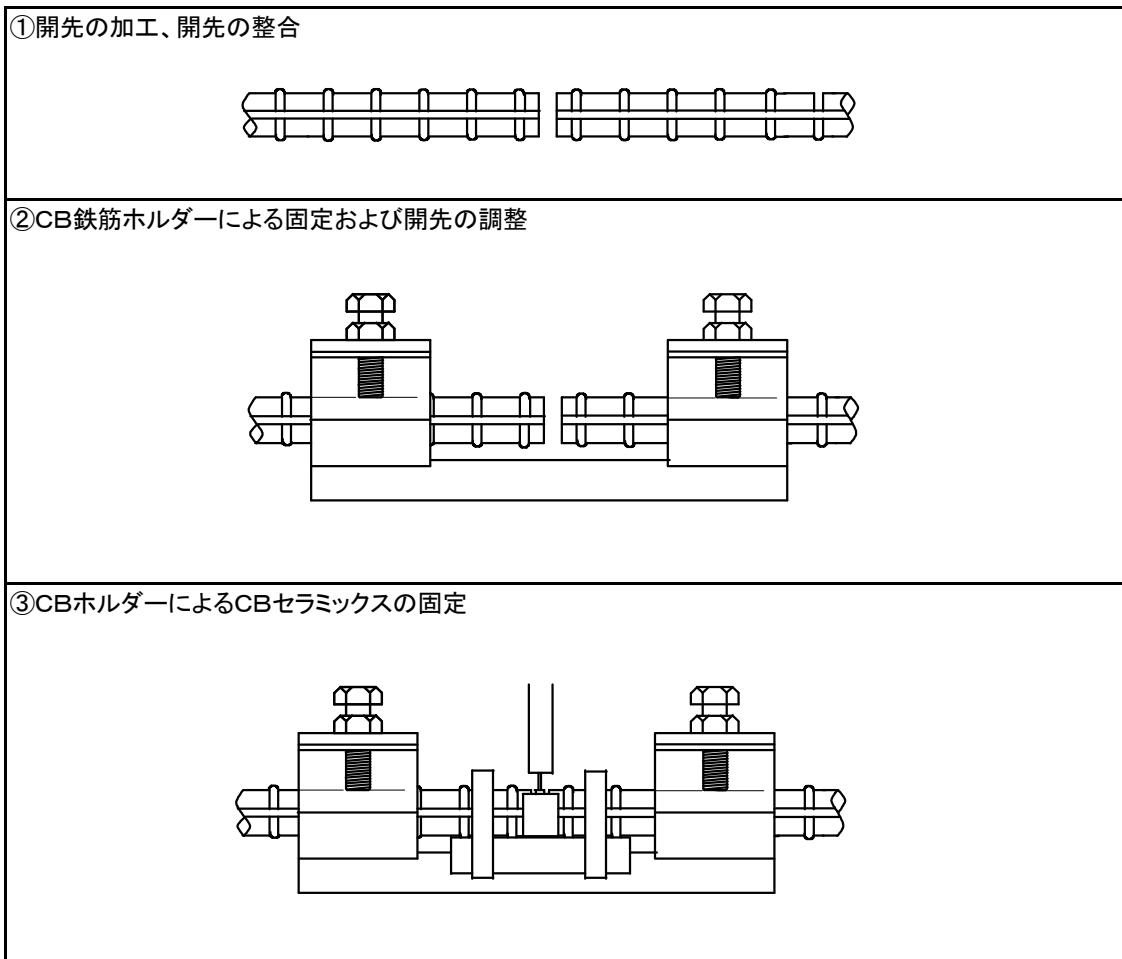 ①開先の加工、開先の整合
②CB鉄筋ホルダーによる固定および開先の調整
③CBホルダーによるCBセラミックスの固定